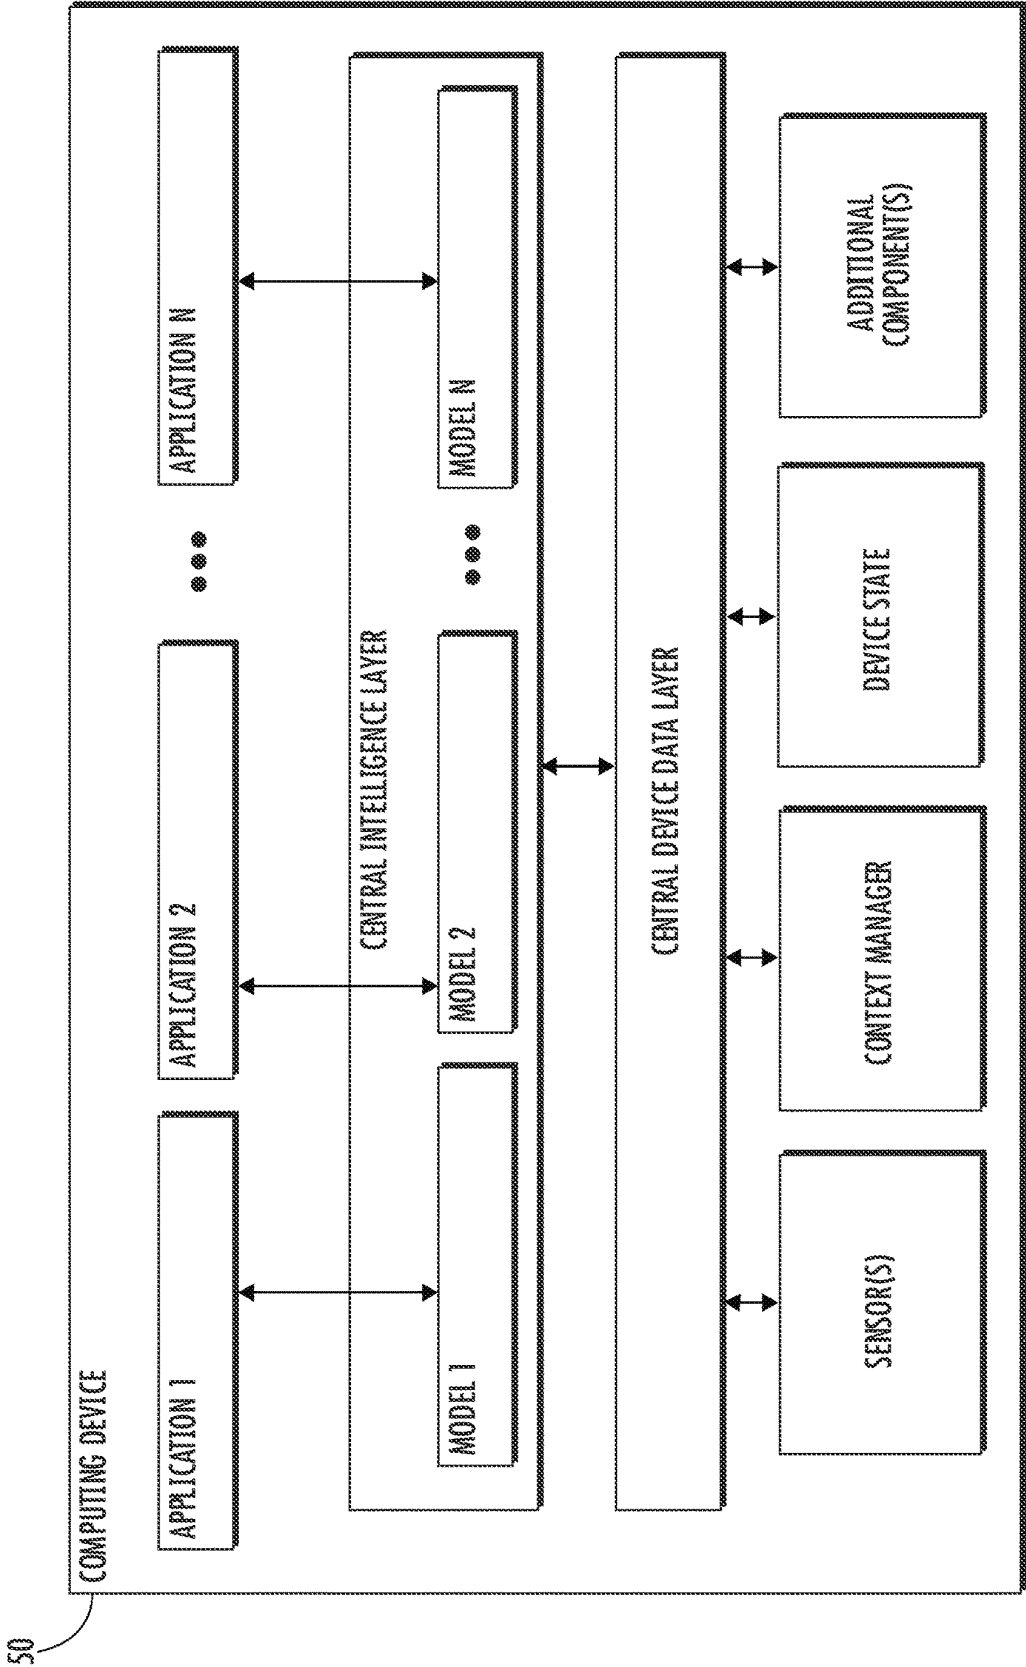 50
COMPUTING DEVICE
APPLICATION 1
APPLICATION 2
APPLICATION N
CENTRAL INTELLIGENCE LAYER
MODEL 1
MODEL 2
MODEL N
CENTRAL DEVICE DATA LAYER
SENSOR(S)
CONTEXT MANAGER
DEVICE STATE
ADDITIONAL
COMPONENT(S)